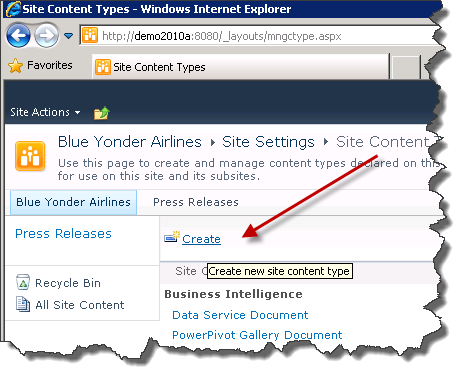 Site Content Types - Windows Internet Explorer
http://demo2010a:8080/_layouts/mngctype.aspx
Favorites
Site Content Types
Site Actions
Blue Yonder Airlines Site Settings Site Content
Use this page to create and manage content types declared on this
for use on this site and its subsites.
Blue Yonder Airlines Press Releases
Press Releases
Create
Site C
Create new site content type
Recycle Bin
All Site Content
Business Intelligence
Data Service Document
PowerPivot Gallery Document